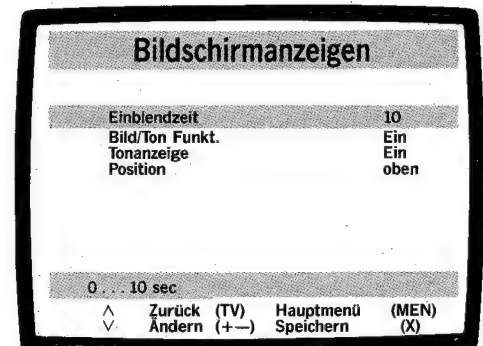 Bildschirmanzeigen
Einblendzeit 10
Bild/Ton Funkt. Ein
Tonanzeige Ein
Position oben
0 . . . 10 sec
∧ Zurück (TV) Hauptmenü (MEN)
∨ Ändern (+—) Speichern (X)